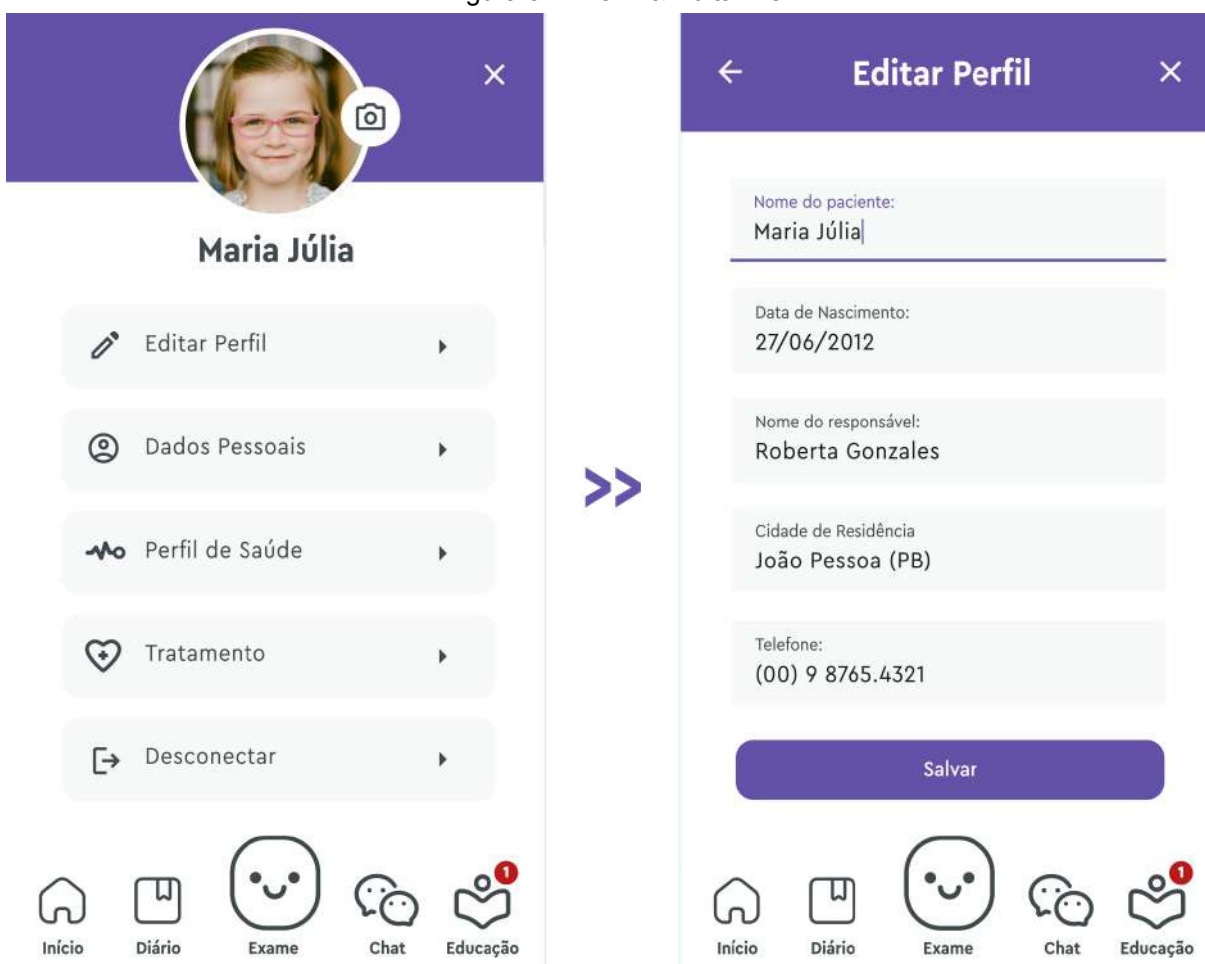 Maria Júlia
Editar Perfil
Dados Pessoais
Perfil de Saúde
Tratamento
Desconectar
1
Início Diário Exame Chat Educação
>>
Editar Perfil
Nome do paciente:
Maria Júlia
Data de Nascimento:
27/06/2012
Nome do responsável:
Roberta Gonzales
Cidade de Residência
João Pessoa (PB)
Telefone:
(00) 9 8765.4321
Salvar
1
Início Diário Exame Chat Educação